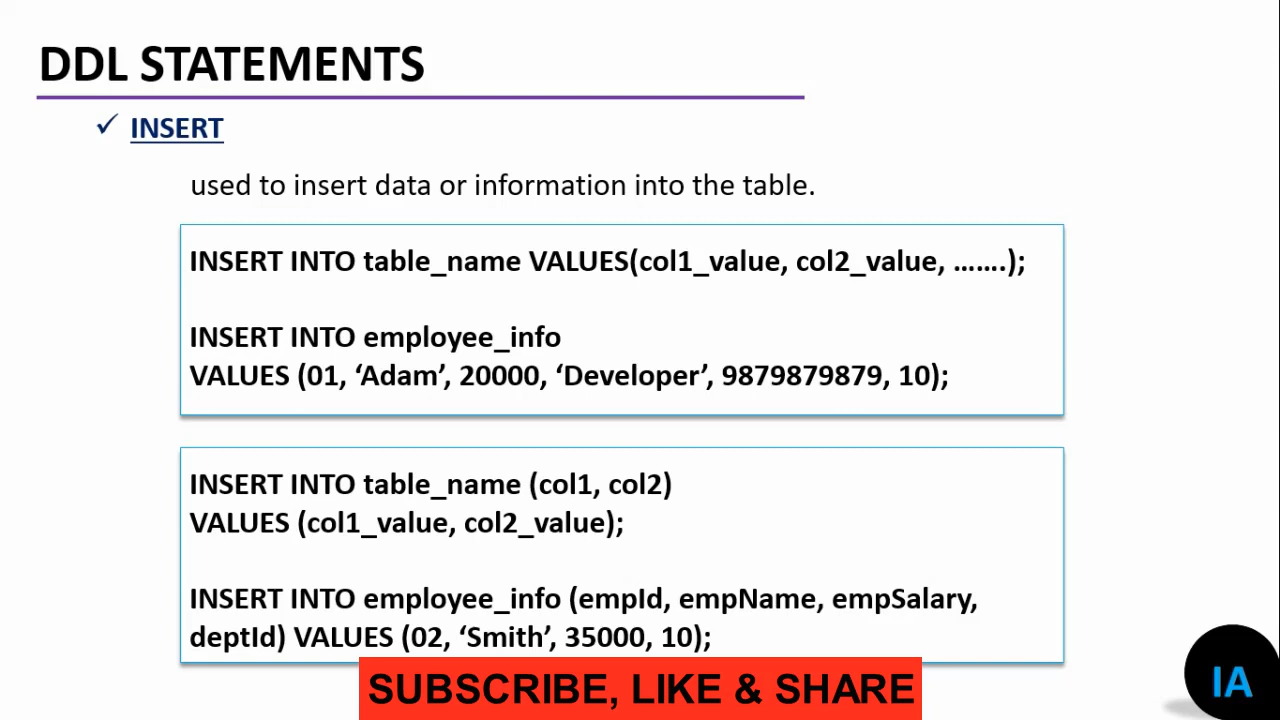 DDL STATEMENTS
✓ INSERT
used to insert data or information into the table.
INSERT INTO table_name VALUES(col1_value, col2_value, …….);
INSERT INTO employee_info
VALUES (01, ‘Adam’, 20000, ‘Developer’, 9879879879, 10);
INSERT INTO table_name (col1, col2)
VALUES (col1_value, col2_value);
INSERT INTO employee_info (empId, empName, empSalary,
deptId) VALUES (02, ‘Smith’, 35000, 10);
SUBSCRIBE, LIKE & SHARE
IA